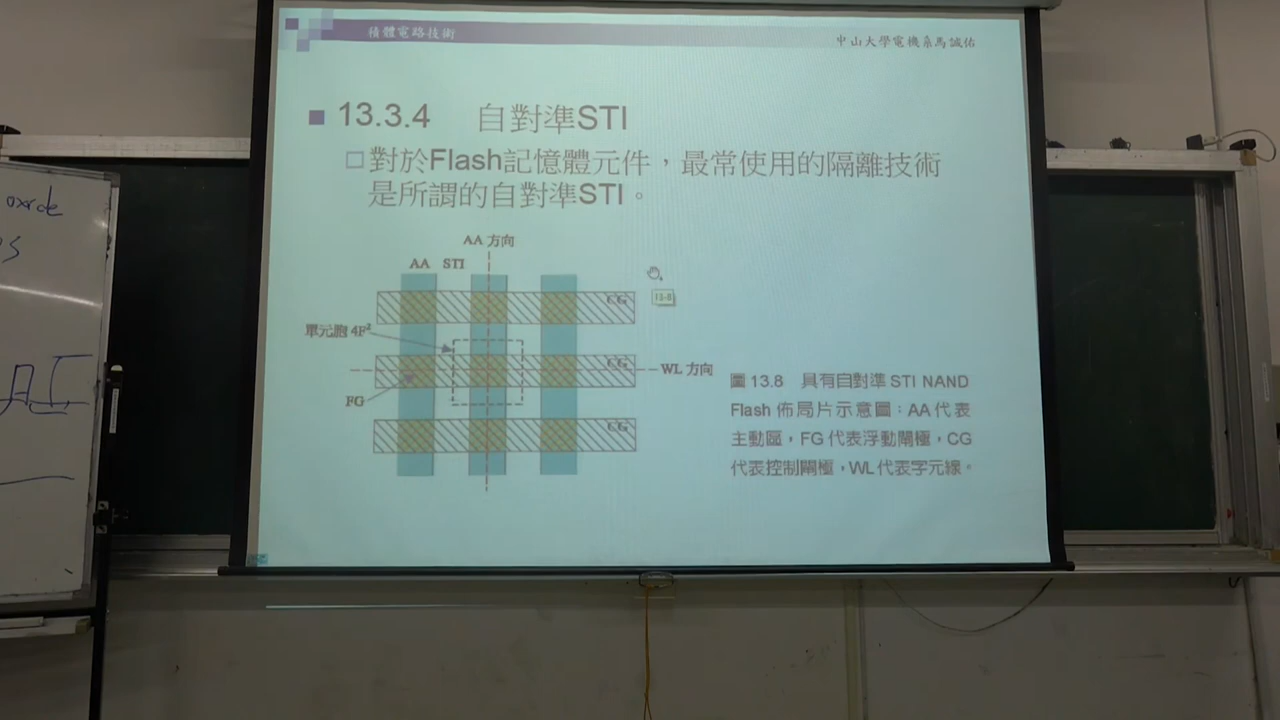 積體電路技術
中山大學電機系馬誠佑
13.3.4 自對準STI
對於Flash記憶體元件，最常使用的隔離技術
是所謂的自對準STI。
AA 方向
AA STI
CG
13-8
單元胞 4F²
CG
WL 方向
FG
CG
圖 13.8 具有自對準 STI NAND
Flash 佈局片示意圖：AA 代表
主動區，FG 代表浮動閘極，CG
代表控制閘極，WL 代表字元線。
oxide